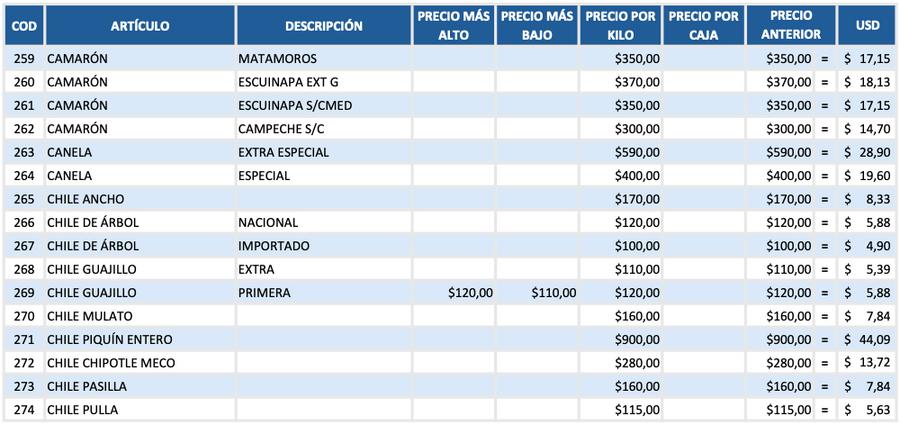 COD ARTÍCULO DESCRIPCIÓN PRECIO MÁS ALTO PRECIO MÁS BAJO PRECIO POR KILO PRECIO POR CAJA PRECIO ANTERIOR USD
259 CAMARÓN MATAMOROS $350,00 $350,00 = $ 17,15
260 CAMARÓN ESCUINAPA EXT G $370,00 $370,00 = $ 18,13
261 CAMARÓN ESCUINAPA S/CMED $350,00 $350,00 = $ 17,15
262 CAMARÓN CAMPECHE S/C $300,00 $300,00 = $ 14,70
263 CANELA EXTRA ESPECIAL $590,00 $590,00 = $ 28,90
264 CANELA ESPECIAL $400,00 $400,00 = $ 19,60
265 CHILE ANCHO $170,00 $170,00 = $ 8,33
266 CHILE DE ÁRBOL NACIONAL $120,00 $120,00 = $ 5,88
267 CHILE DE ÁRBOL IMPORTADO $100,00 $100,00 = $ 4,90
268 CHILE GUAJILLO EXTRA $110,00 $110,00 = $ 5,39
269 CHILE GUAJILLO PRIMERA $120,00 $110,00 $120,00 $120,00 = $ 5,88
270 CHILE MULATO $160,00 $160,00 = $ 7,84
271 CHILE PIQUÍN ENTERO $900,00 $900,00 = $ 44,09
272 CHILE CHIPOTLE MECO $280,00 $280,00 = $ 13,72
273 CHILE PASILLA $160,00 $160,00 = $ 7,84
274 CHILE PULLA $115,00 $115,00 = $ 5,63